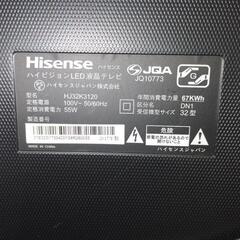 Hisense ハイセンス
JQA
JQ10773
ハイビジョンLED液晶テレビ
ハイセンスジャパン株式会社
型名 HJ32K3120
定格電源 100V~ 50/60Hz
定格消費電力 55W
製造番号
年間消費電力量 67KWh
区分名 DN1
受信機型サイズ 32型
危険
MADE IN CHINA
ハイセンスジャパン